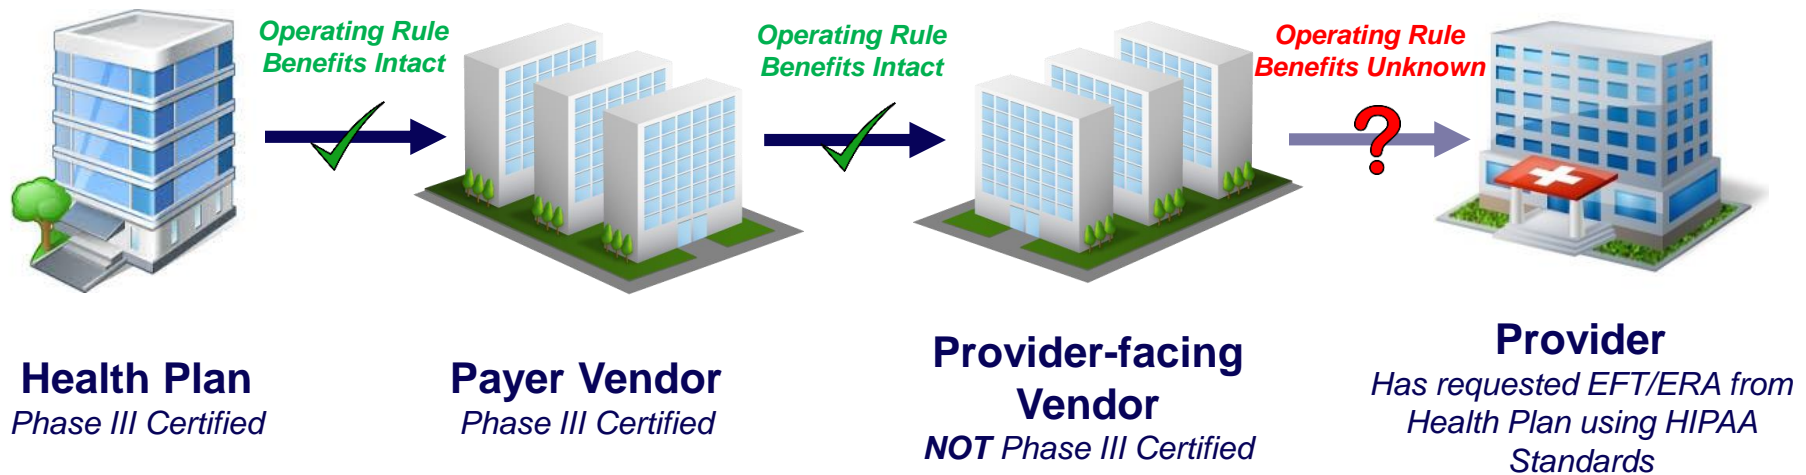 Operating Rule
Benefits Intact
Operating Rule
Benefits Intact
Operating Rule
Benefits Unknown
?
Health Plan
Phase III Certified
Payer Vendor
Phase III Certified
Provider-facing
Vendor
NOT Phase III Certified
Provider
Has requested EFT/ERA from
Health Plan using HIPAA
Standards